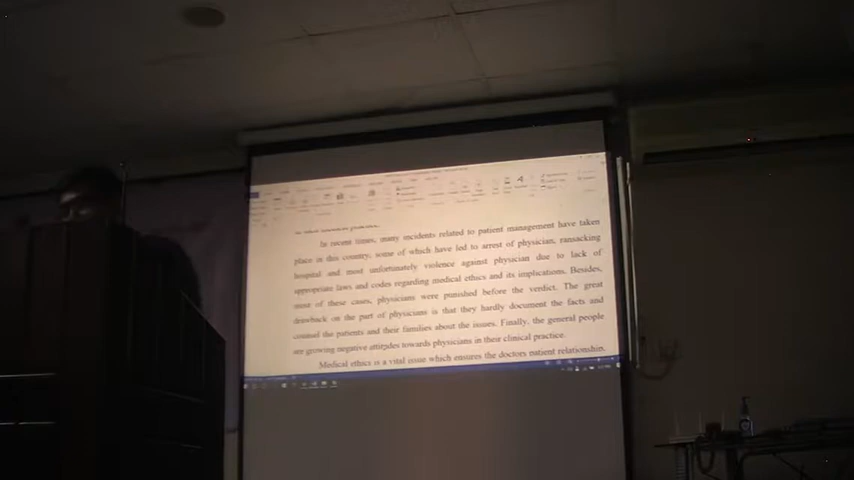 In recent times, many incidents related to patient management have taken
place in this country, some of which have led to arrest of physician, ransacking
hospital and most unfortunately violence against physician due to lack of
appropriate laws and codes regarding medical ethics and its implications. Besides,
most of these cases, physicians were punished before the verdict. The great
drawback on the part of physicians is that they hardly document the facts and
counsel the patients and their families about the issues. Finally, the general people
are growing negative attitudes towards physicians in their clinical practice.
Medical ethics is a vital issue which ensures the doctors patient relationship.